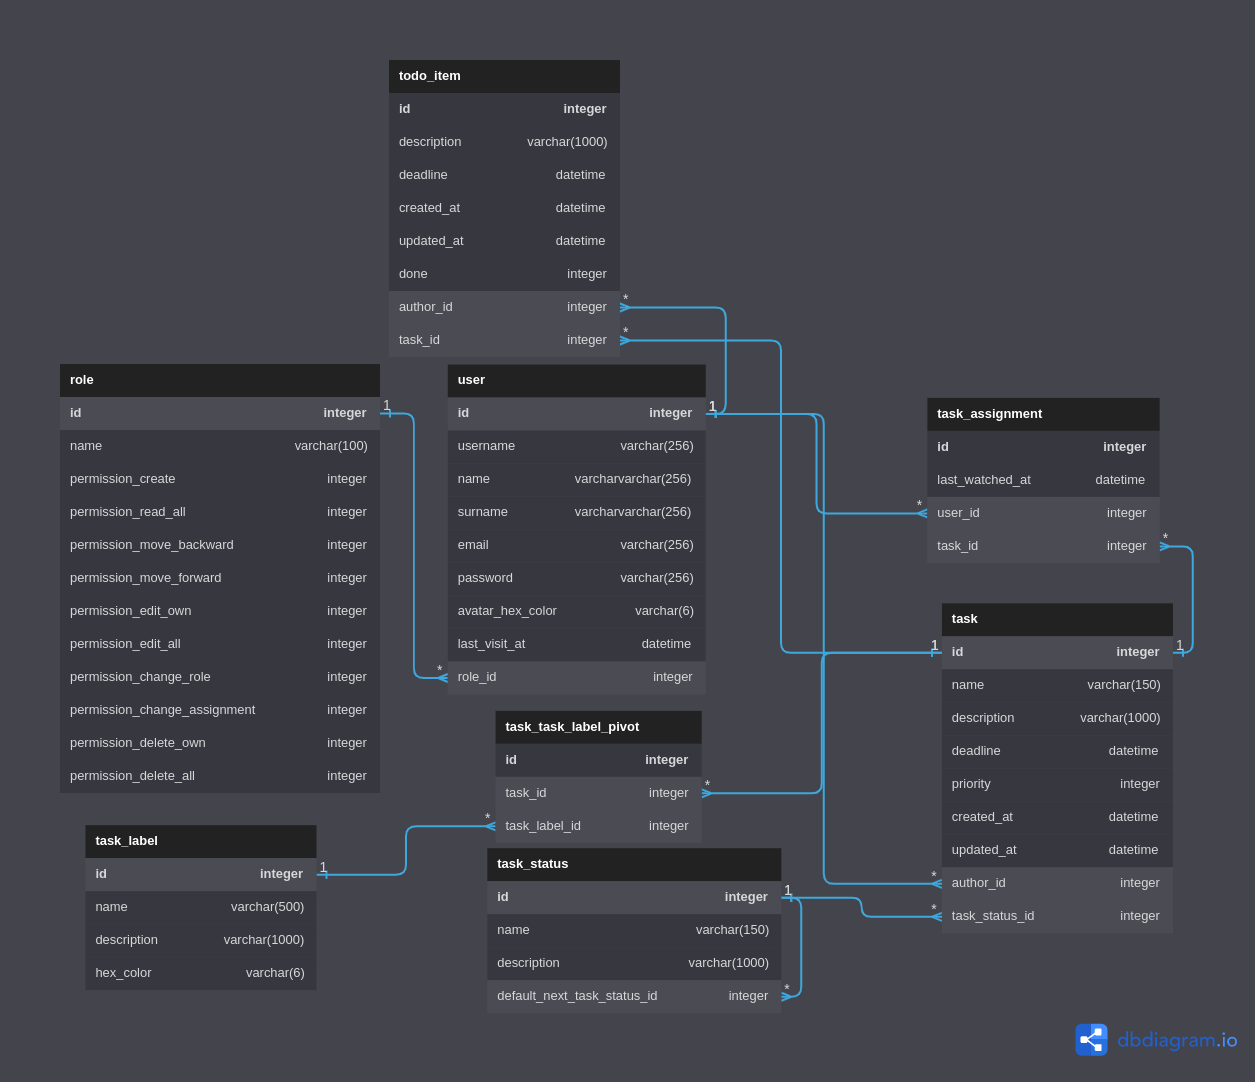 todo_item
id integer
description varchar(1000)
deadline datetime
created_at datetime
updated_at datetime
done integer
author_id integer *
task_id integer *
role
id integer 1
name varchar(100)
permission_create integer
permission_read_all integer
permission_move_backward integer
permission_move_forward integer
permission_edit_own integer
permission_edit_all integer
permission_change_role integer
permission_change_assignment integer
permission_delete_own integer
permission_delete_all integer
user
id integer 1
username varchar(256)
name varcharvarchar(256)
surname varcharvarchar(256)
email varchar(256)
password varchar(256)
avatar_hex_color varchar(6)
last_visit_at datetime
* role_id integer
task_assignment
id integer
last_watched_at datetime
* user_id integer
task_id integer *
task
1 id integer 1
name varchar(150)
description varchar(1000)
deadline datetime
priority integer
created_at datetime
updated_at datetime
* author_id integer
* task_status_id integer
task_task_label_pivot
id integer
task_id integer *
* task_label_id integer
task_label
id integer 1
name varchar(500)
description varchar(1000)
hex_color varchar(6)
task_status
id integer 1
name varchar(150)
description varchar(1000)
default_next_task_status_id integer *
dbdiagram.io